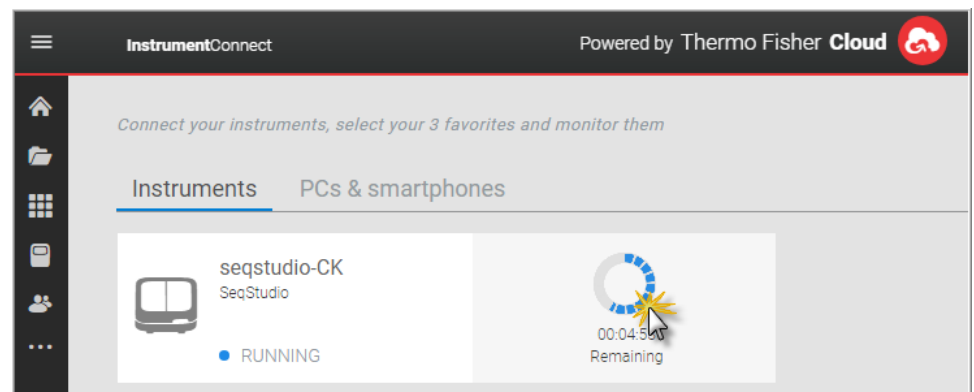 InstrumentConnect
Powered by Thermo Fisher Cloud
Connect your instruments, select your 3 favorites and monitor them
Instruments PCs & smartphones
seqstudio-CK
SeqStudio
RUNNING
Remaining